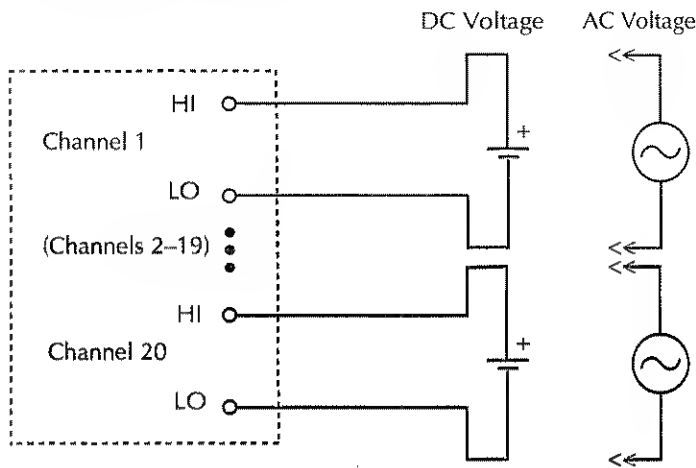 DC Voltage AC Voltage
HI
Channel 1
LO
(Channels 2–19)
HI
Channel 20
LO
+
+